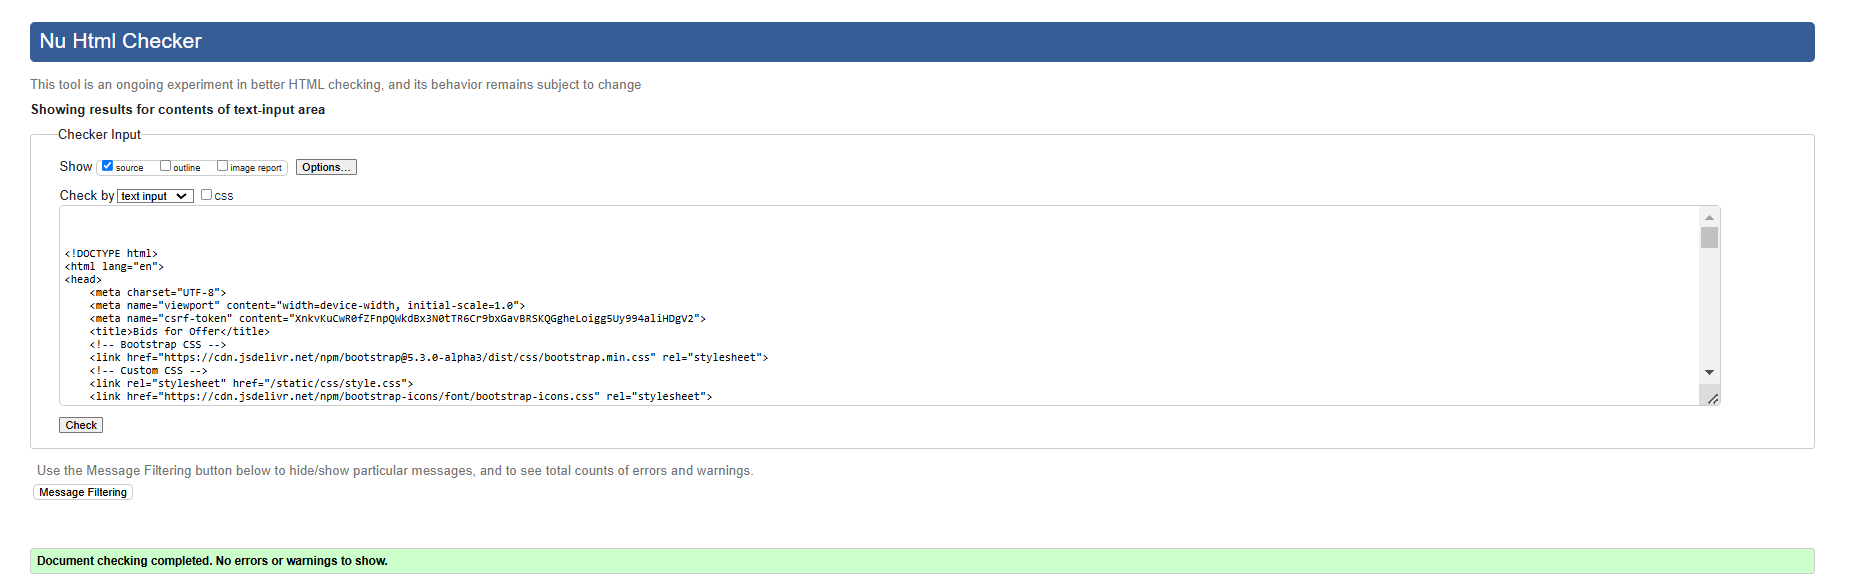 Nu Html Checker
This tool is an ongoing experiment in better HTML checking, and its behavior remains subject to change
Showing results for contents of text-input area
Checker Input
Show source outline image report Options...
Check by text input css
<!DOCTYPE html>
<html lang="en">
<head>
    <meta charset="UTF-8">
    <meta name="viewport" content="width=device-width, initial-scale=1.0">
    <meta name="csrf-token" content="XnkvKuCwR0fZFnpQWkdBx3N0tTR6Cr9bxGavBRSKQGgheLoigg5Uy994aliHDgV2">
    <title>Bids for Offer</title>
    <!-- Bootstrap CSS -->
    <link href="https://cdn.jsdelivr.net/npm/bootstrap@5.3.0-alpha3/dist/css/bootstrap.min.css" rel="stylesheet">
    <!-- Custom CSS -->
    <link rel="stylesheet" href="/static/css/style.css">
    <link href="https://cdn.jsdelivr.net/npm/bootstrap-icons/font/bootstrap-icons.css" rel="stylesheet">
Check
Use the Message Filtering button below to hide/show particular messages, and to see total counts of errors and warnings.
Message Filtering
Document checking completed. No errors or warnings to show.